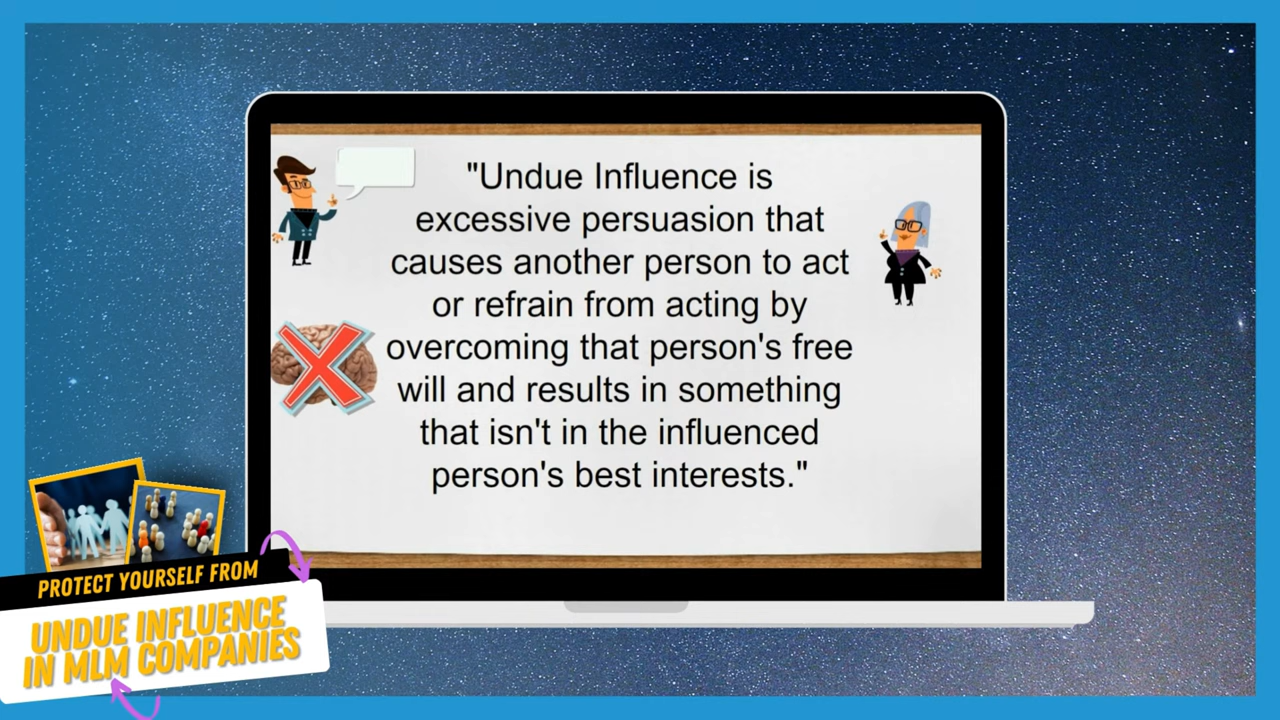 "Undue Influence is
excessive persuasion that
causes another person to act
or refrain from acting by
overcoming that person's free
will and results in something
that isn't in the influenced
person's best interests."
PROTECT YOURSELF FROM
UNDUE INFLUENCE
IN MLM COMPANIES